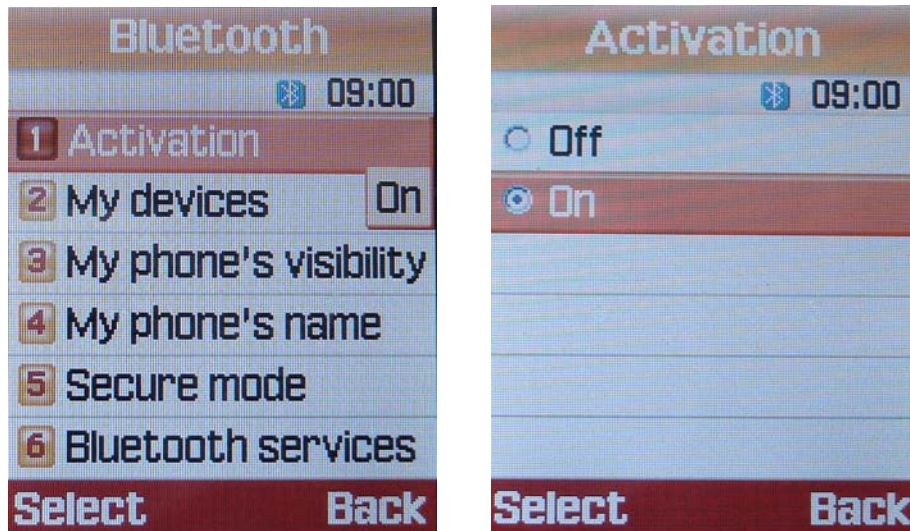 Bluetooth
09:00
1 Activation
On
2 My devices
3 My phone's visibility
4 My phone's name
5 Secure mode
6 Bluetooth services
Select Back
Activation
09:00
Off
On
Select Back